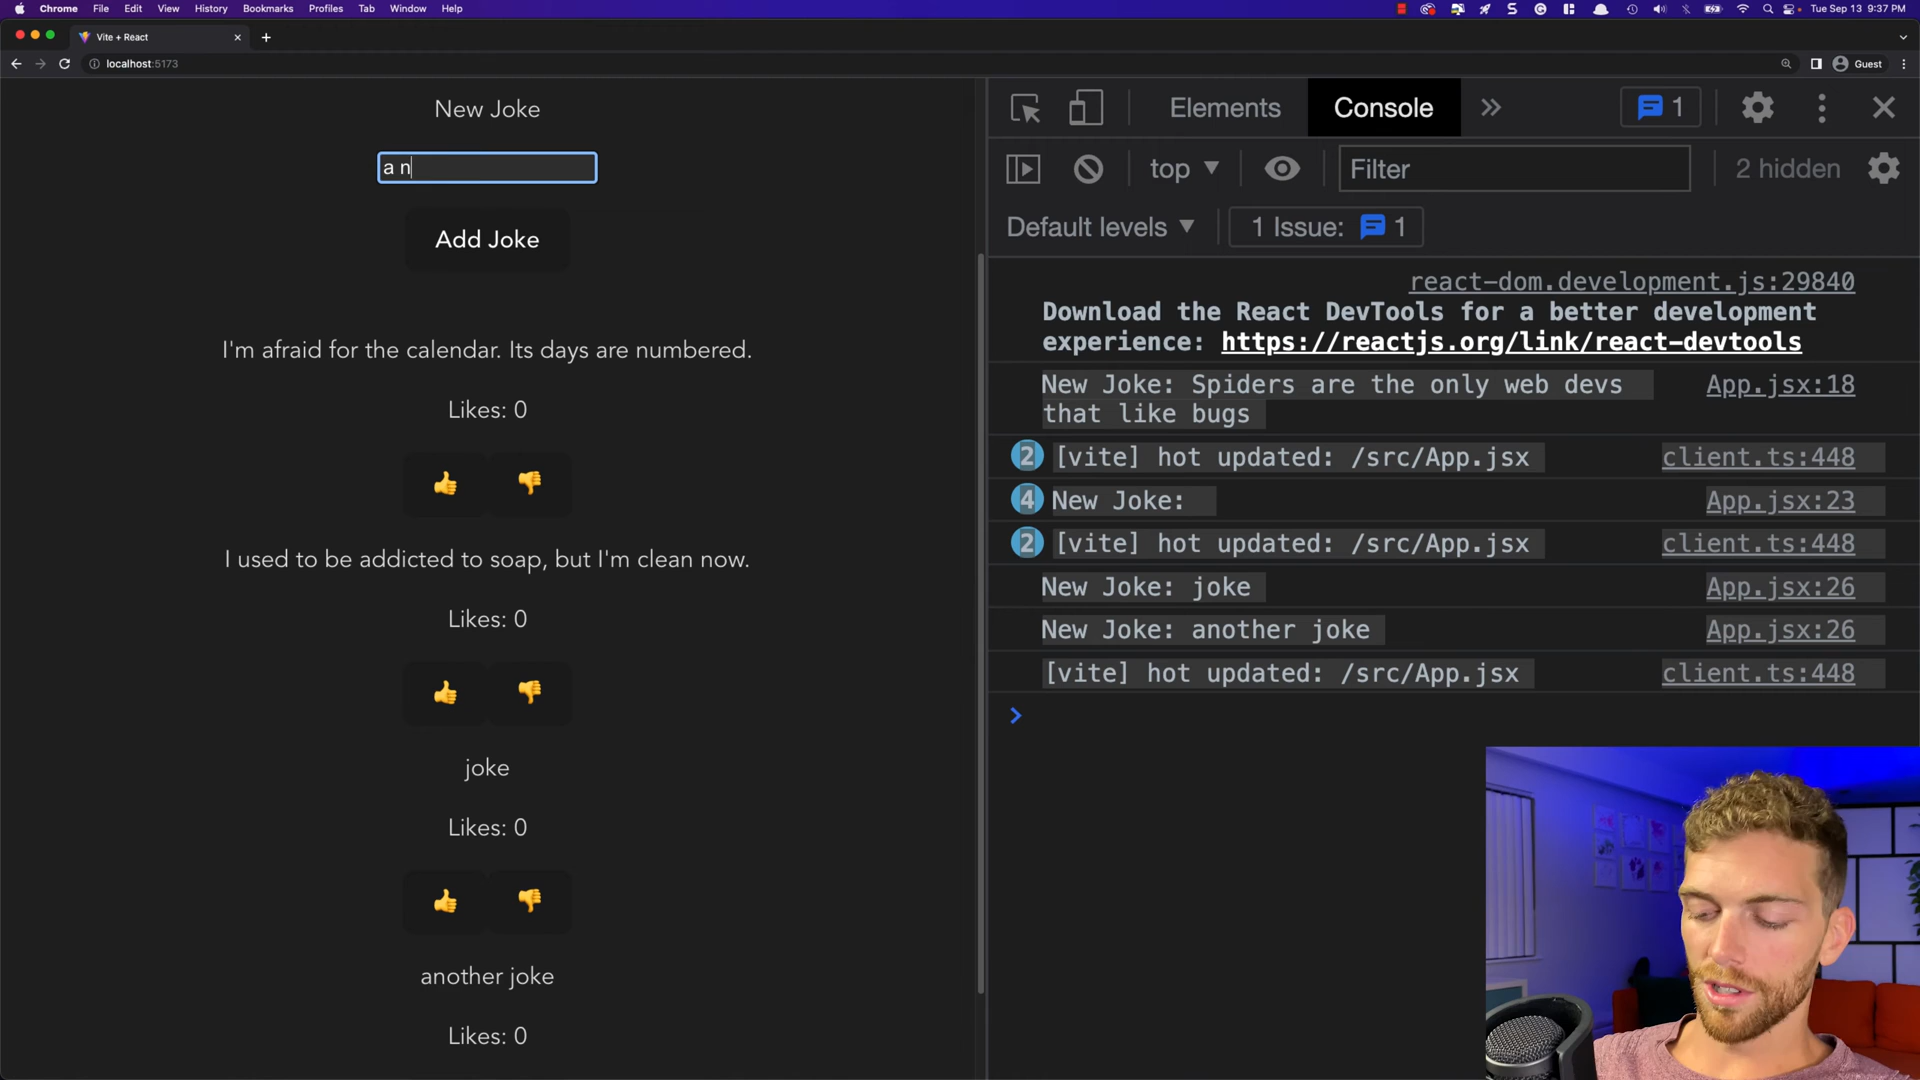 Chrome File Edit View History Bookmarks Profiles Tab Window Help
Tue Sep 13 9:37 PM
Vite + React
localhost:5173
Guest
New Joke
a n
Add Joke
I'm afraid for the calendar. Its days are numbered.
Likes: 0
I used to be addicted to soap, but I'm clean now.
Likes: 0
joke
Likes: 0
another joke
Likes: 0
Elements Console 1
top Filter 2 hidden
Default levels 1 Issue: 1
react-dom.development.js:29840
Download the React DevTools for a better development
experience: https://reactjs.org/link/react-devtools
New Joke: Spiders are the only web devs App.jsx:18
that like bugs
2 [vite] hot updated: /src/App.jsx client.ts:448
4 New Joke: App.jsx:23
2 [vite] hot updated: /src/App.jsx client.ts:448
New Joke: joke App.jsx:26
New Joke: another joke App.jsx:26
[vite] hot updated: /src/App.jsx client.ts:448